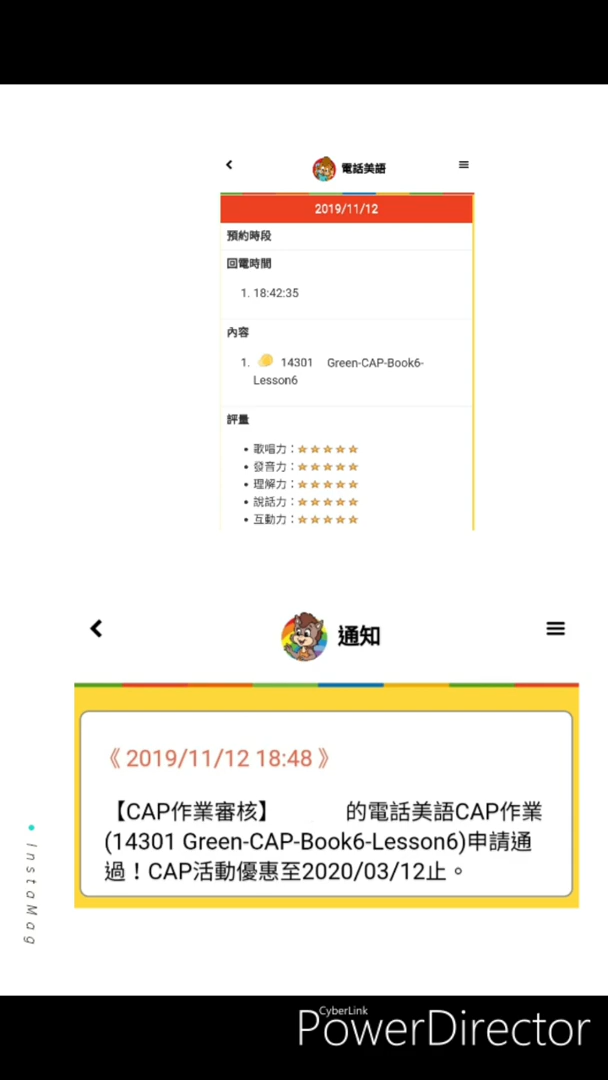 電話美語
2019/11/12
預約時段
回電時間
1. 18:42:35
內容
1. 14301 Green-CAP-Book6-
Lesson6
評量
• 歌唱力：★★★★★
• 發音力：★★★★★
• 理解力：★★★★★
• 說話力：★★★★★
• 互動力：★★★★★
通知
《 2019/11/12 18:48 》
【CAP作業審核】 的電話美語CAP作業
(14301 Green-CAP-Book6-Lesson6)申請通
過！CAP活動優惠至2020/03/12止。
InstaMag
CyberLink
PowerDirector